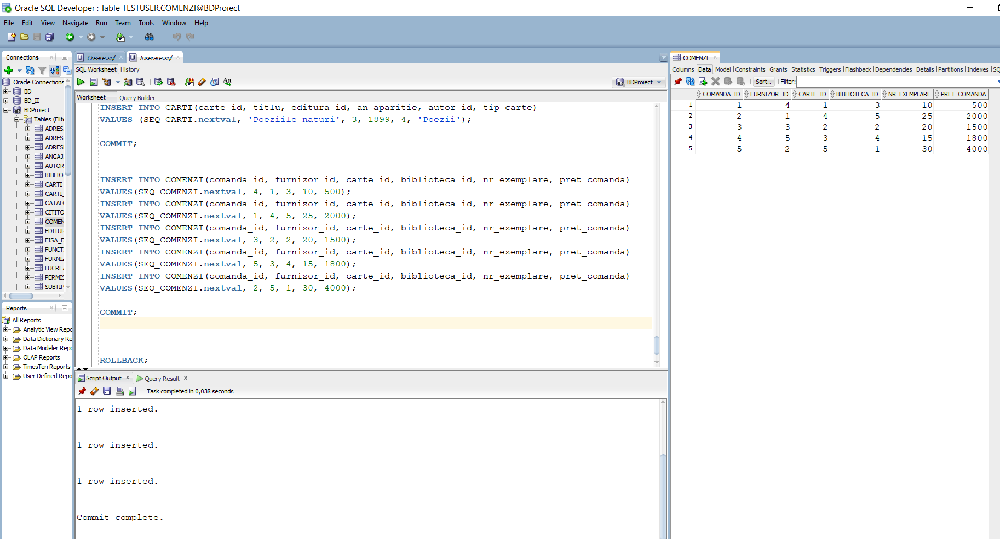 Oracle SQL Developer : Table TESTUSER.COMENZI@BDProiect
File Edit View Navigate Run Team Tools Window Help
Connections
Oracle Connections
BD
BD_II
BDProiect
Tables (Filt
ADRES
ADRES
ADRES
ANGAJ
AUTOR
BIBLIO
CARTI
CARTI_
CATAL
CITITO
COMEN
EDITUR
FISA_D
FUNCT
FURNIZ
LUCRE
PERMIS
SUBTIP
Reports
All Reports
Analytic View Repo
Data Dictionary Re
Data Modeler Repo
OLAP Reports
TimesTen Reports
User Defined Repo
Creare.sql Inserare.sql
SQL Worksheet History
BDProiect
Worksheet Query Builder
INSERT INTO CARTI(carte_id, titlu, editura_id, an_aparitie, autor_id, tip_carte)
VALUES (SEQ_CARTI.nextval, 'Poeziile naturi', 3, 1899, 4, 'Poezii');
COMMIT;
INSERT INTO COMENZI(comanda_id, furnizor_id, carte_id, biblioteca_id, nr_exemplare, pret_comanda)
VALUES(SEQ_COMENZI.nextval, 4, 1, 3, 10, 500);
INSERT INTO COMENZI(comanda_id, furnizor_id, carte_id, biblioteca_id, nr_exemplare, pret_comanda)
VALUES(SEQ_COMENZI.nextval, 1, 4, 5, 25, 2000);
INSERT INTO COMENZI(comanda_id, furnizor_id, carte_id, biblioteca_id, nr_exemplare, pret_comanda)
VALUES(SEQ_COMENZI.nextval, 3, 2, 2, 20, 1500);
INSERT INTO COMENZI(comanda_id, furnizor_id, carte_id, biblioteca_id, nr_exemplare, pret_comanda)
VALUES(SEQ_COMENZI.nextval, 5, 3, 4, 15, 1800);
INSERT INTO COMENZI(comanda_id, furnizor_id, carte_id, biblioteca_id, nr_exemplare, pret_comanda)
VALUES(SEQ_COMENZI.nextval, 2, 5, 1, 30, 4000);
COMMIT;
ROLLBACK;
Script Output x Query Result x
Task completed in 0,038 seconds
1 row inserted.
1 row inserted.
1 row inserted.
Commit complete.
COMENZI
Columns Data Model Constraints Grants Statistics Triggers Flashback Dependencies Details Partitions Indexes SQ
Sort.. Filter:
COMANDA_ID FURNIZOR_ID CARTE_ID BIBLIOTECA_ID NR_EXEMPLARE PRET_COMANDA
1 1 4 1 3 10 500
2 2 1 4 5 25 2000
3 3 3 2 2 20 1500
4 4 5 3 4 15 1800
5 5 2 5 1 30 4000